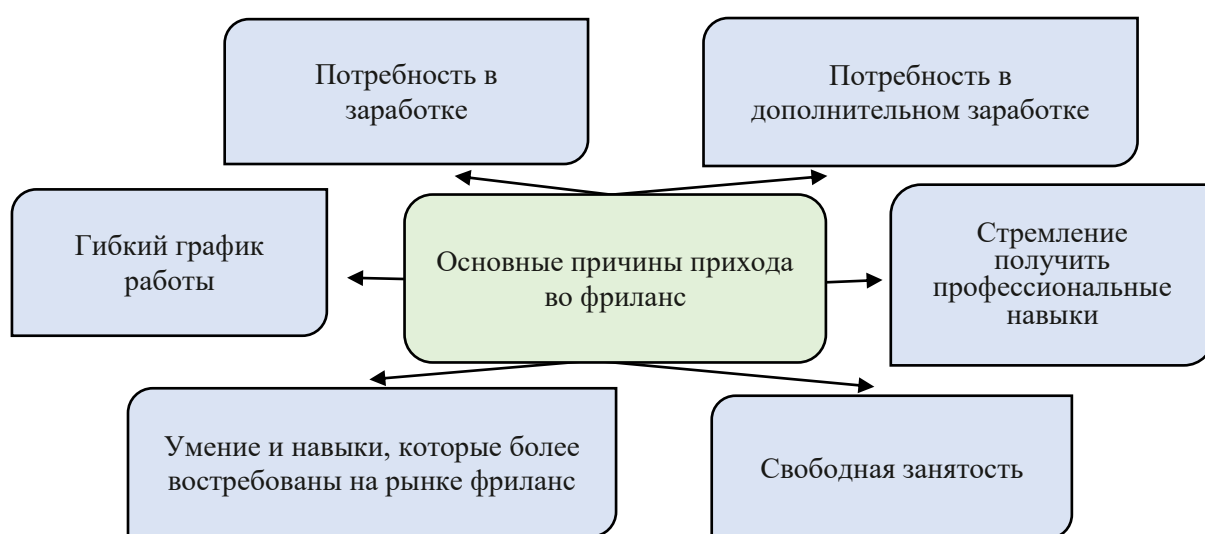 Потребность в
заработке
Потребность в
дополнительном заработке
Гибкий график
работы
Основные причины прихода
во фриланс
Стремление
получить
профессиональные
навыки
Умение и навыки, которые более
востребованы на рынке фриланс
Свободная занятость